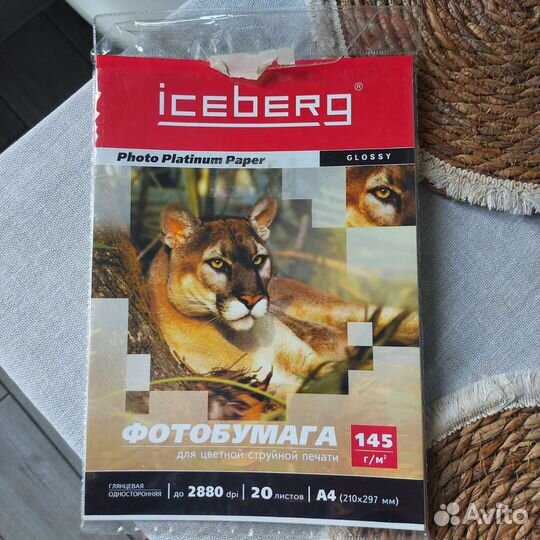 iceberg®
Photo Platinum Paper
GLOSSY
ФОТОБУМАГА
для цветной струйной печати
145
г/м²
ГЛЯНЦЕВАЯ
ОДНОСТОРОННЯЯ
до 2880 dpi
20 листов
A4 (210x297 мм)
Avito